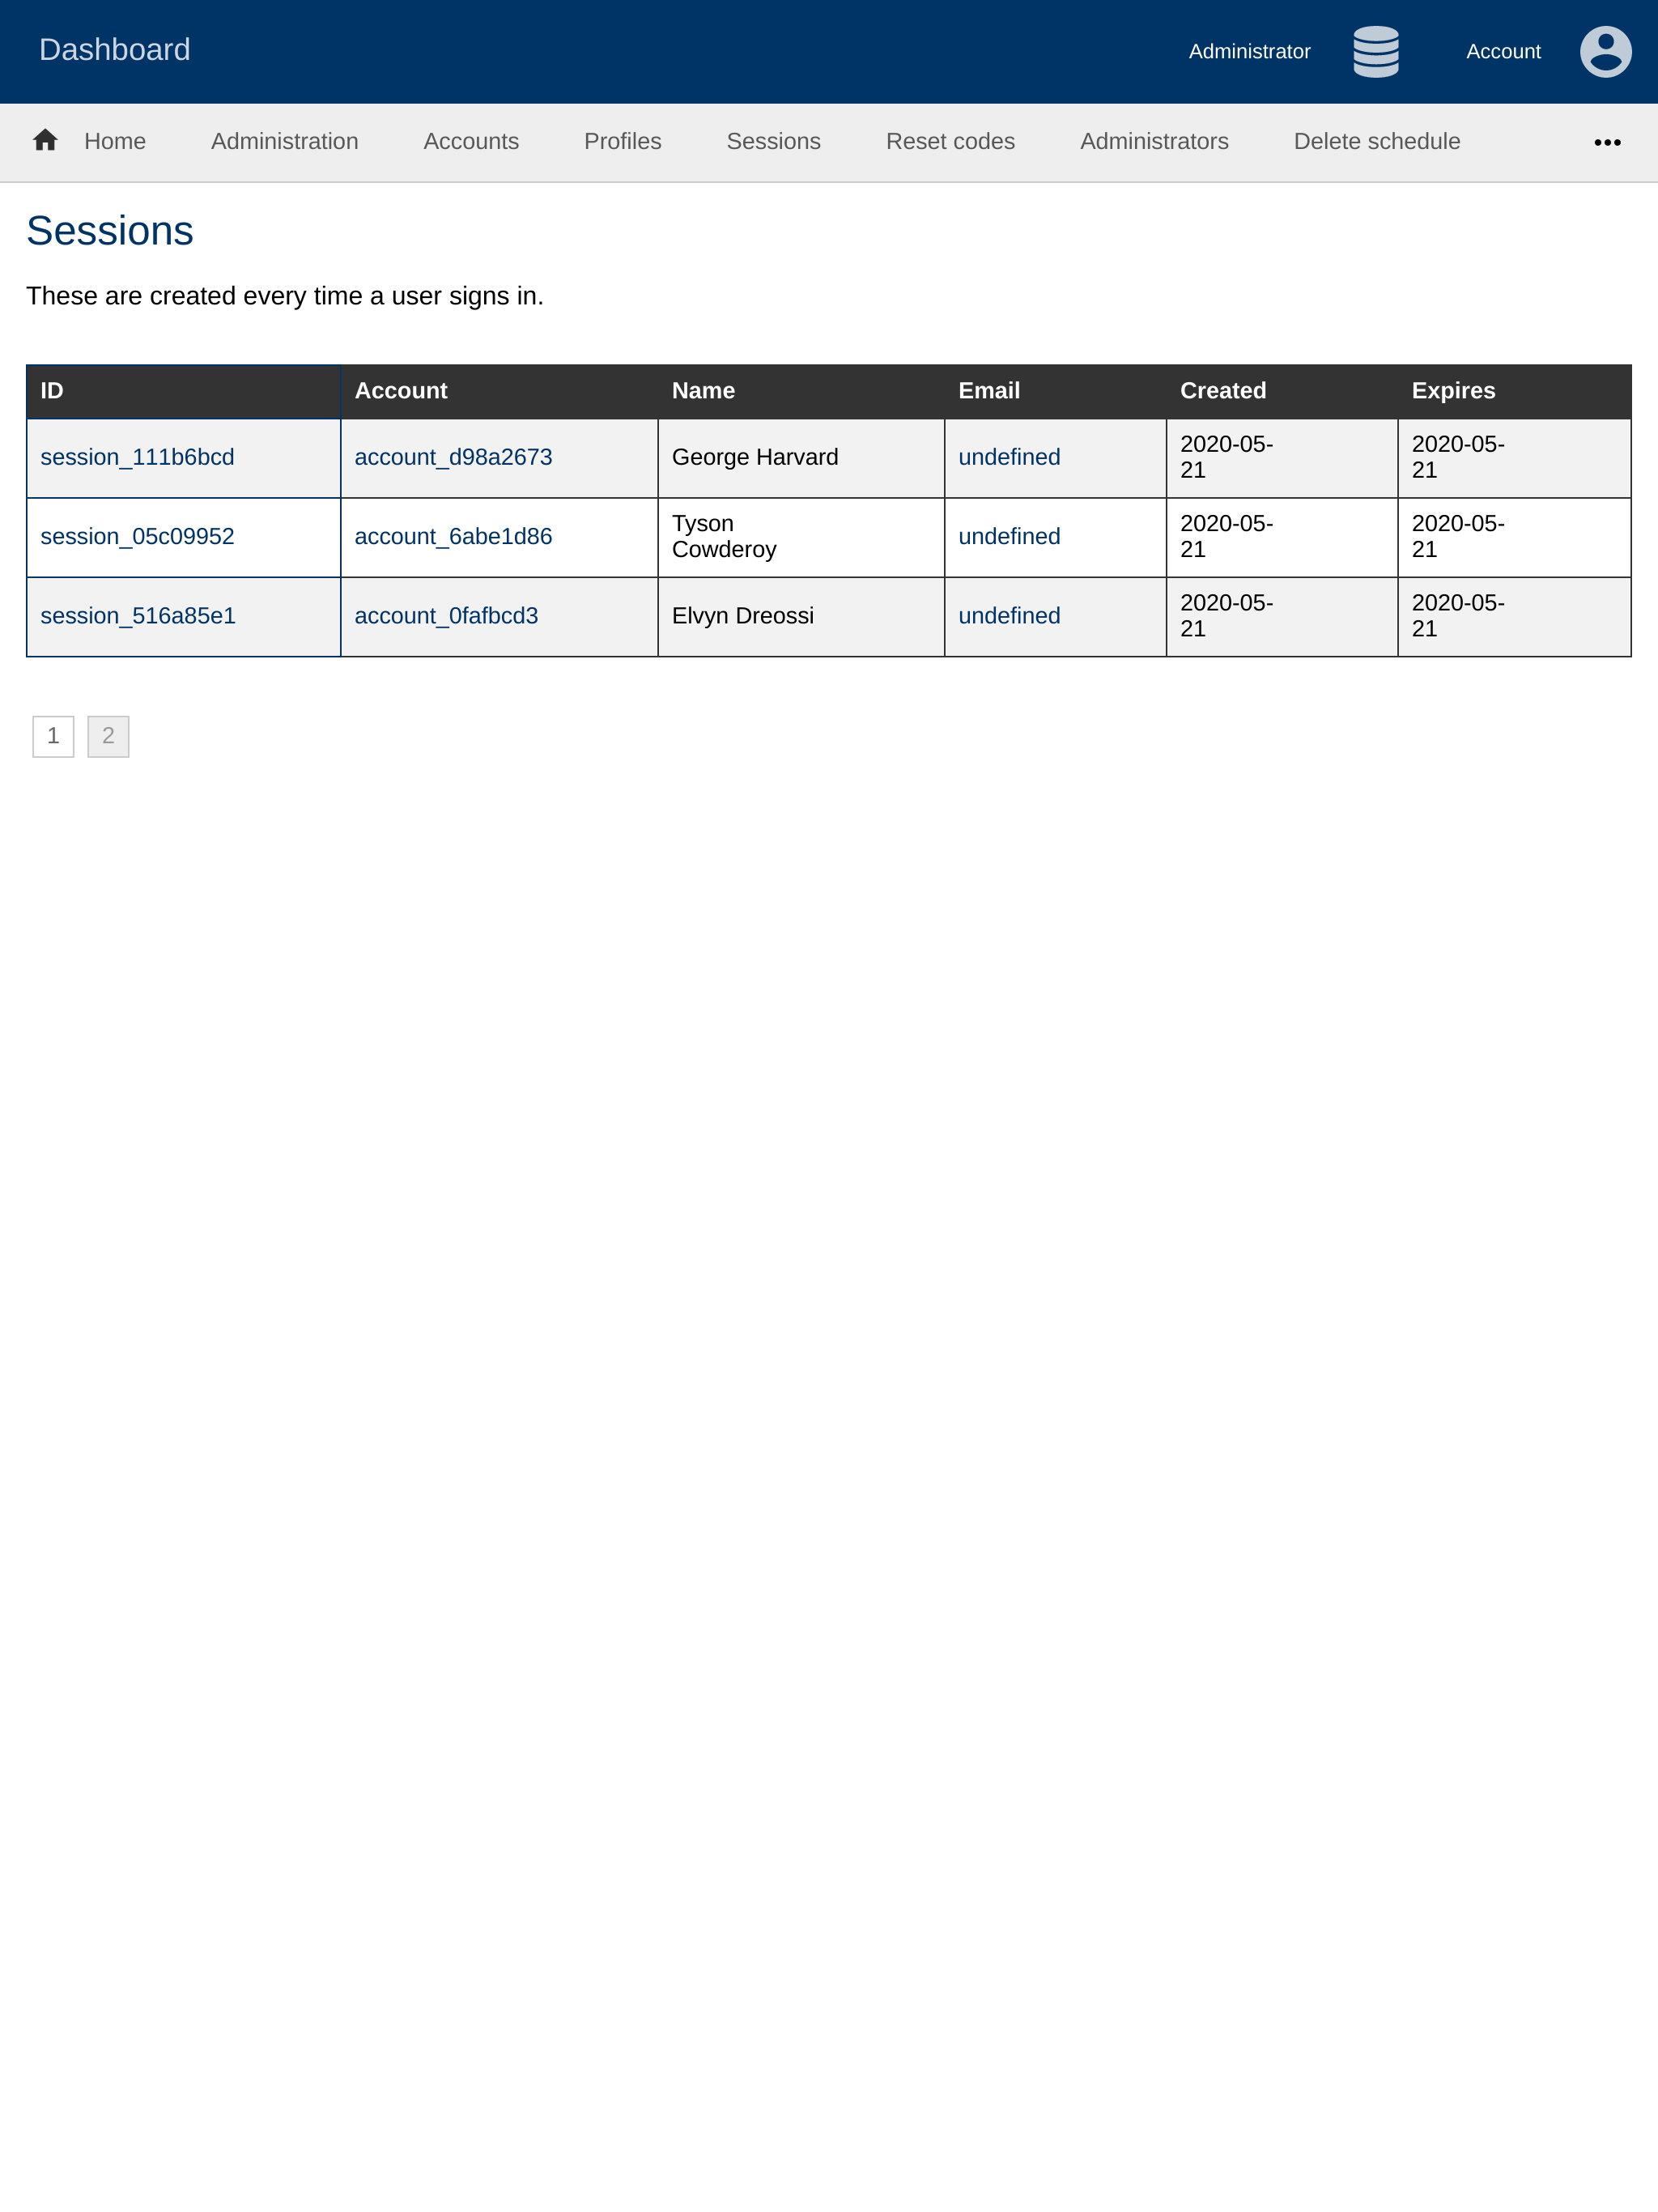 Dashboard
Administrator
Account
Home Administration Accounts Profiles Sessions Reset codes Administrators Delete schedule
Sessions
These are created every time a user signs in.
ID Account Name Email Created Expires
session_111b6bcd account_d98a2673 George Harvard undefined 2020-05-21 2020-05-21
session_05c09952 account_6abe1d86 Tyson Cowderoy undefined 2020-05-21 2020-05-21
session_516a85e1 account_0fafbcd3 Elvyn Dreossi undefined 2020-05-21 2020-05-21
1 2